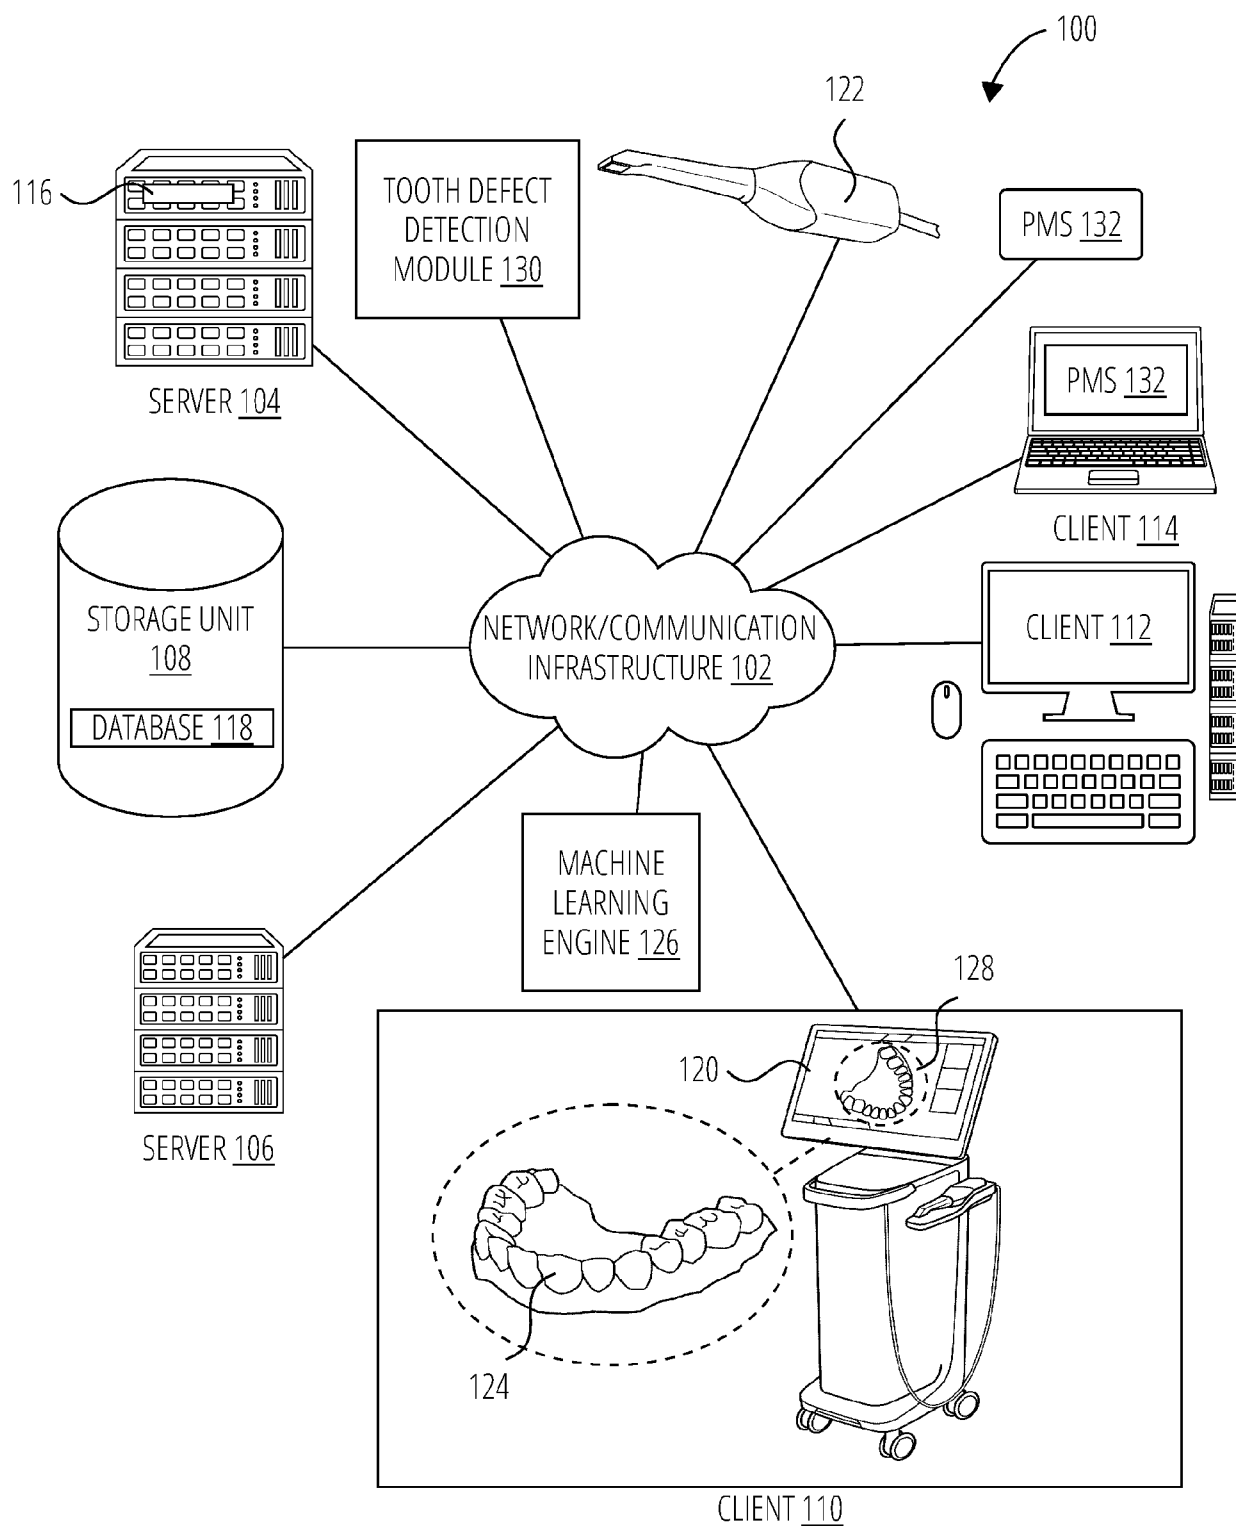 100
122
116
TOOTH DEFECT
DETECTION
MODULE 130
PMS 132
PMS 132
SERVER 104
CLIENT 114
STORAGE UNIT
108
DATABASE 118
NETWORK/COMMUNICATION
INFRASTRUCTURE 102
CLIENT 112
MACHINE
LEARNING
ENGINE 126
128
120
SERVER 106
124
CLIENT 110